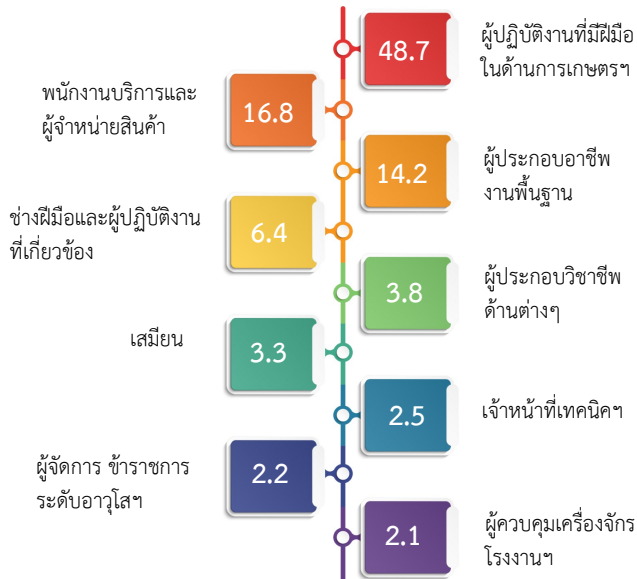 48.7
ผู้ปฏิบัติงานที่มีฝีมือ
ในด้านการเกษตรฯ
พนักงานบริการและ
ผู้จำหน่ายสินค้า
16.8
14.2
ผู้ประกอบอาชีพ
งานพื้นฐาน
ช่างฝีมือและผู้ปฏิบัติงาน
ที่เกี่ยวข้อง
6.4
3.8
ผู้ประกอบวิชาชีพ
ด้านต่างๆ
เสมียน
3.3
2.5
เจ้าหน้าที่เทคนิคฯ
ผู้จัดการ ข้าราชการ
ระดับอาวุโสฯ
2.2
2.1
ผู้ควบคุมเครื่องจักร
โรงงานฯ